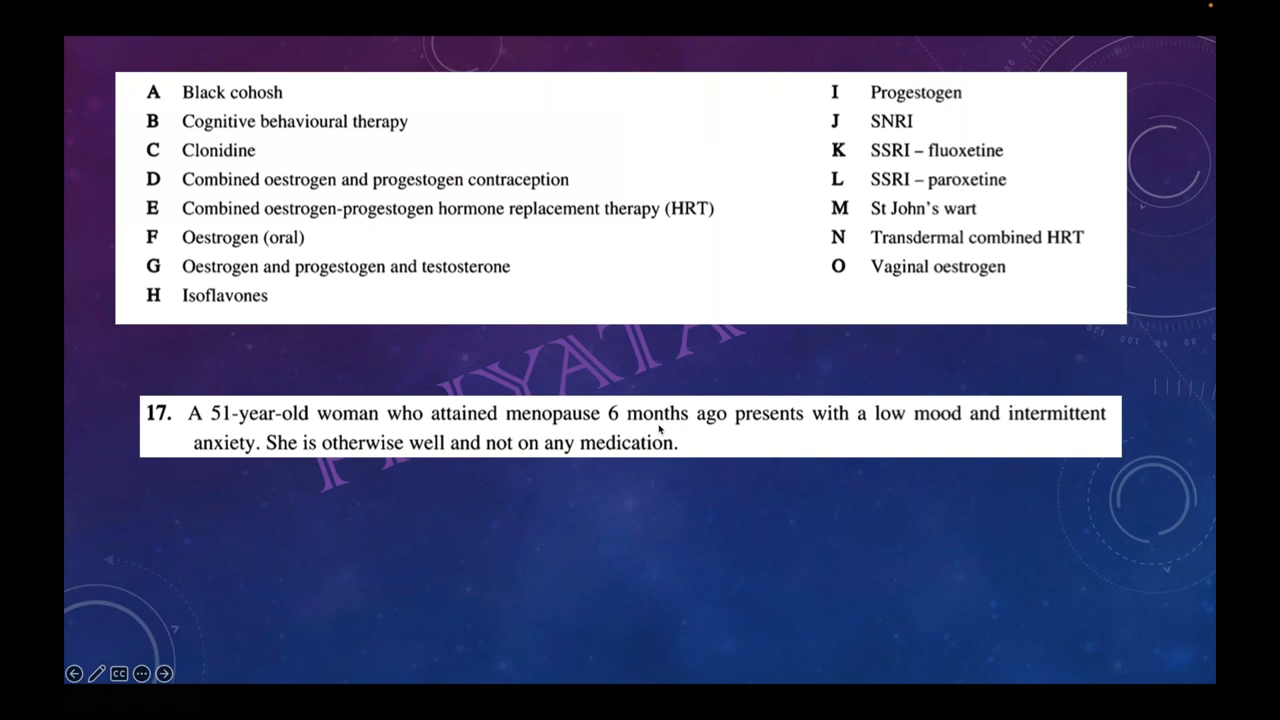 A Black cohosh
B Cognitive behavioural therapy
C Clonidine
D Combined oestrogen and progestogen contraception
E Combined oestrogen-progestogen hormone replacement therapy (HRT)
F Oestrogen (oral)
G Oestrogen and progestogen and testosterone
H Isoflavones
I Progestogen
J SNRI
K SSRI – fluoxetine
L SSRI – paroxetine
M St John's wart
N Transdermal combined HRT
O Vaginal oestrogen
17. A 51-year-old woman who attained menopause 6 months ago presents with a low mood and intermittent
anxiety. She is otherwise well and not on any medication.
CC